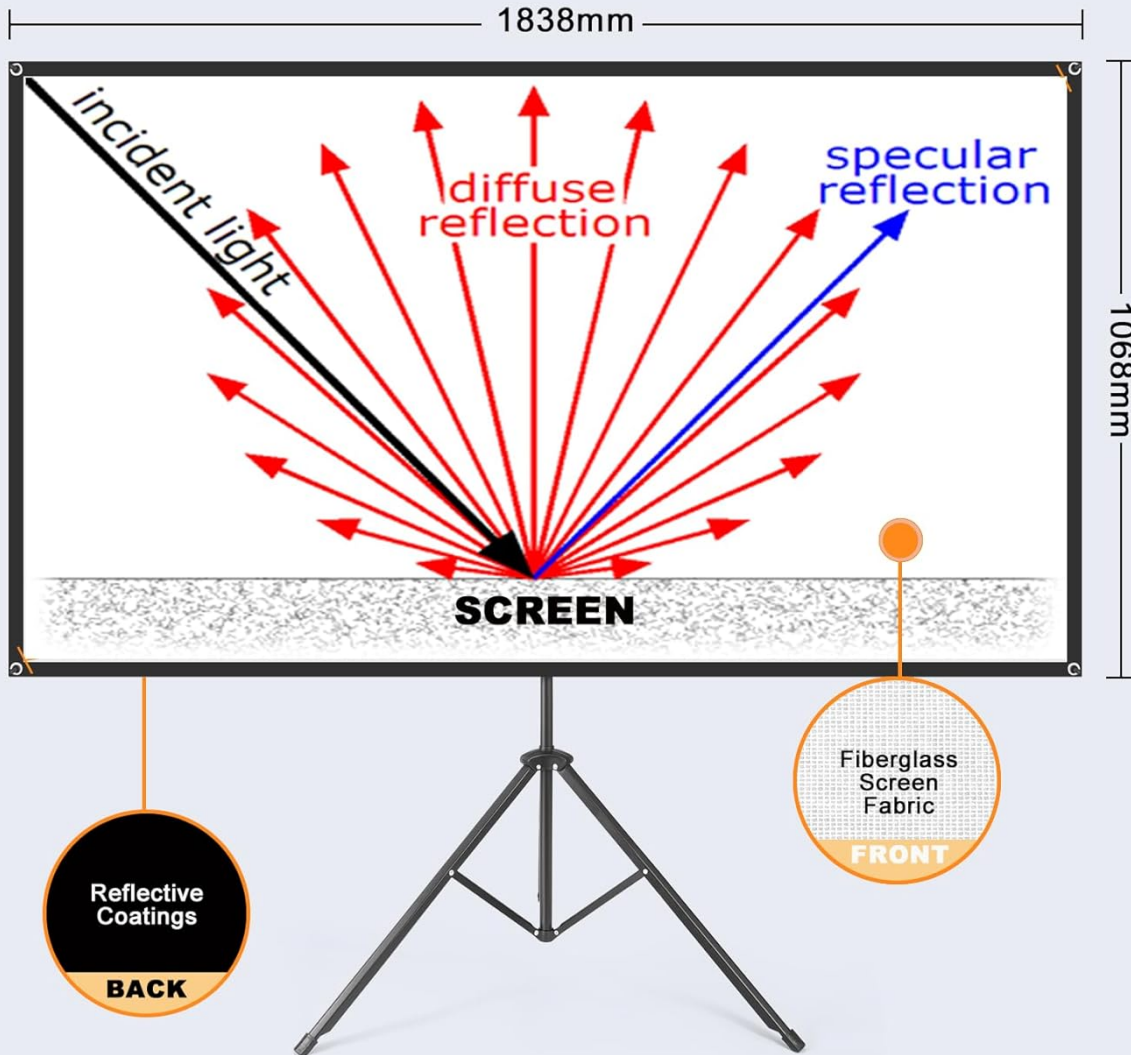 1838mm
incident light
diffuse
reflection
specular
reflection
1068mm
SCREEN
Fiberglass
Screen
Fabric
FRONT
Reflective
Coatings
BACK